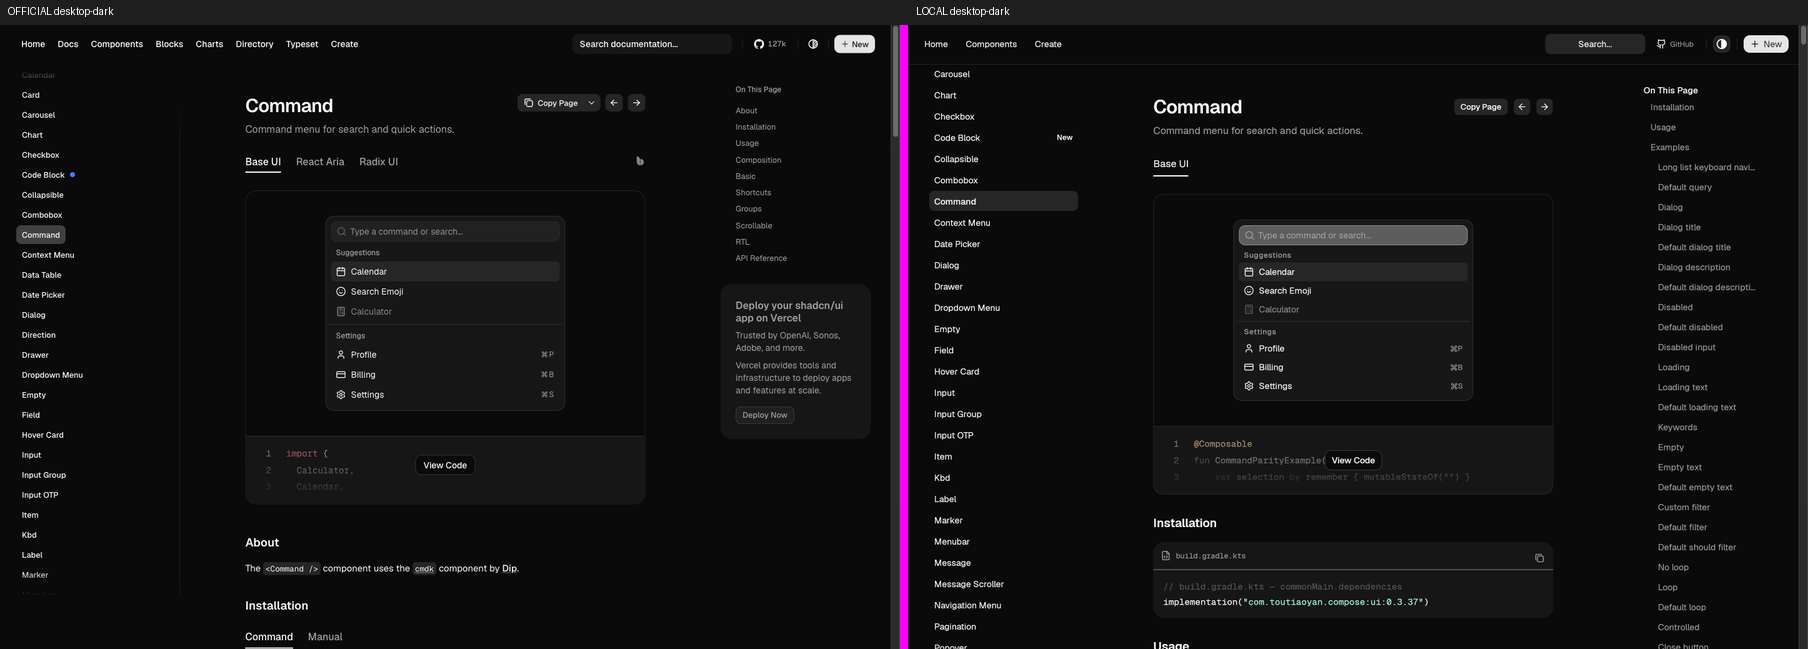 OFFICIAL desktop-dark
Home Docs Components Blocks Charts Directory Typeset Create
Search documentation...
127k
+ New
Calendar
Card
Carousel
Chart
Checkbox
Code Block
Collapsible
Combobox
Command
Context Menu
Data Table
Date Picker
Dialog
Direction
Drawer
Dropdown Menu
Empty
Field
Hover Card
Input
Input Group
Input OTP
Item
Kbd
Label
Marker
Command
Copy Page
Command menu for search and quick actions.
Base UI React Aria Radix UI
Type a command or search...
Suggestions
Calendar
Search Emoji
Calculator
Settings
Profile ⌘P
Billing ⌘B
Settings ⌘S
1 import {
2 Calculator,
3 Calendar,
View Code
About
The <Command /> component uses the cmdk component by Dip.
Installation
Command Manual
On This Page
About
Installation
Usage
Composition
Basic
Shortcuts
Groups
Scrollable
RTL
API Reference
Deploy your shadcn/ui
app on Vercel
Trusted by OpenAI, Sonos,
Adobe, and more.
Vercel provides tools and
infrastructure to deploy apps
and features at scale.
Deploy Now
LOCAL desktop-dark
Home Components Create
Search...
GitHub
+ New
Carousel
Chart
Checkbox
Code Block New
Collapsible
Combobox
Command
Context Menu
Date Picker
Dialog
Drawer
Dropdown Menu
Empty
Field
Hover Card
Input
Input Group
Input OTP
Item
Kbd
Label
Marker
Menubar
Message
Message Scroller
Navigation Menu
Pagination
Popover
Command
Copy Page
Command menu for search and quick actions.
Base UI
Type a command or search...
Suggestions
Calendar
Search Emoji
Calculator
Settings
Profile ⌘P
Billing ⌘B
Settings ⌘S
1 @Composable
2 fun CommandParityExample(
3 var selection by remember { mutableStateOf("") }
View Code
Installation
build.gradle.kts
// build.gradle.kts — commonMain.dependencies
implementation("com.toutiaoyan.compose:ui:0.3.37")
Usage
On This Page
Installation
Usage
Examples
Long list keyboard navi...
Default query
Dialog
Dialog title
Default dialog title
Dialog description
Default dialog descripti...
Disabled
Default disabled
Disabled input
Loading
Loading text
Default loading text
Keywords
Empty
Empty text
Default empty text
Custom filter
Default filter
Default should filter
No loop
Loop
Default loop
Controlled
Close button